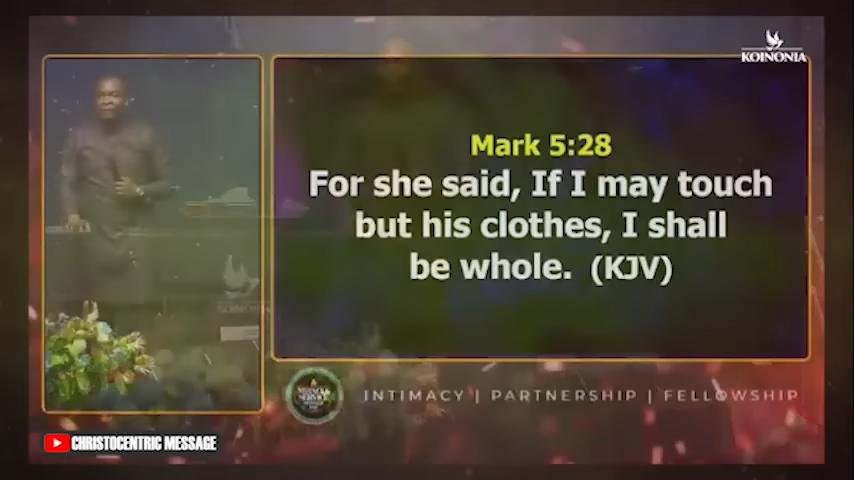 KOINONIA
Mark 5:28
For she said, If I may touch
but his clothes, I shall
be whole. (KJV)
INTIMACY | PARTNERSHIP | FELLOWSHIP
CHRISTOCENTRIC MESSAGE